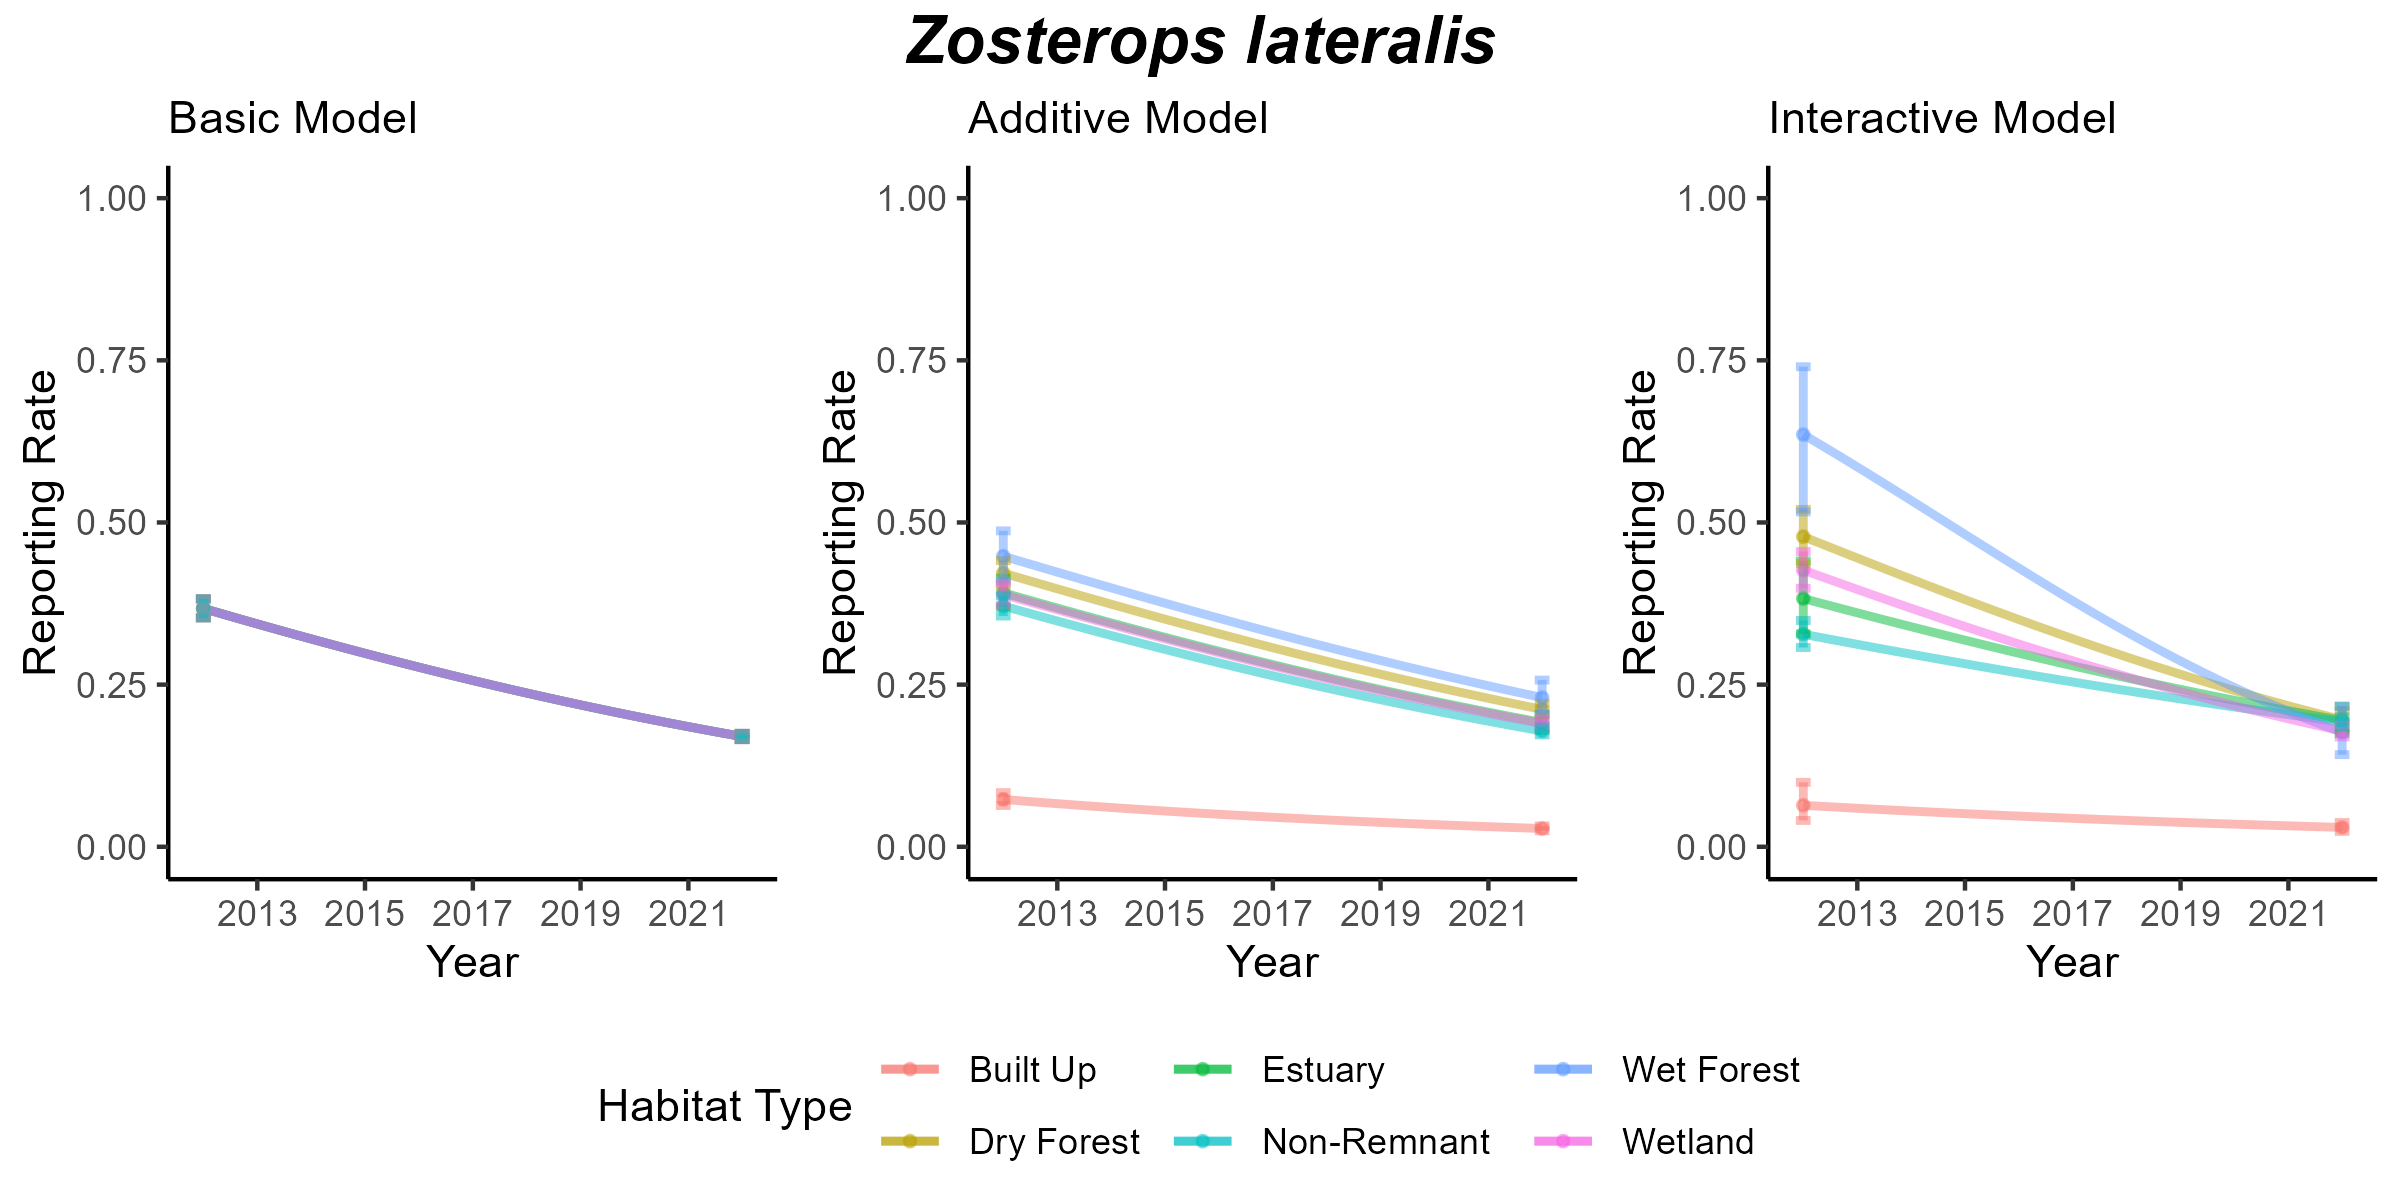 Zosterops lateralis
Basic Model
Reporting Rate
1.00
0.75
0.50
0.25
0.00
2013 2015 2017 2019 2021
Year
Additive Model
Reporting Rate
1.00
0.75
0.50
0.25
0.00
2013 2015 2017 2019 2021
Year
Interactive Model
Reporting Rate
1.00
0.75
0.50
0.25
0.00
2013 2015 2017 2019 2021
Year
Habitat Type
Built Up Estuary Wet Forest
Dry Forest Non-Remnant Wetland